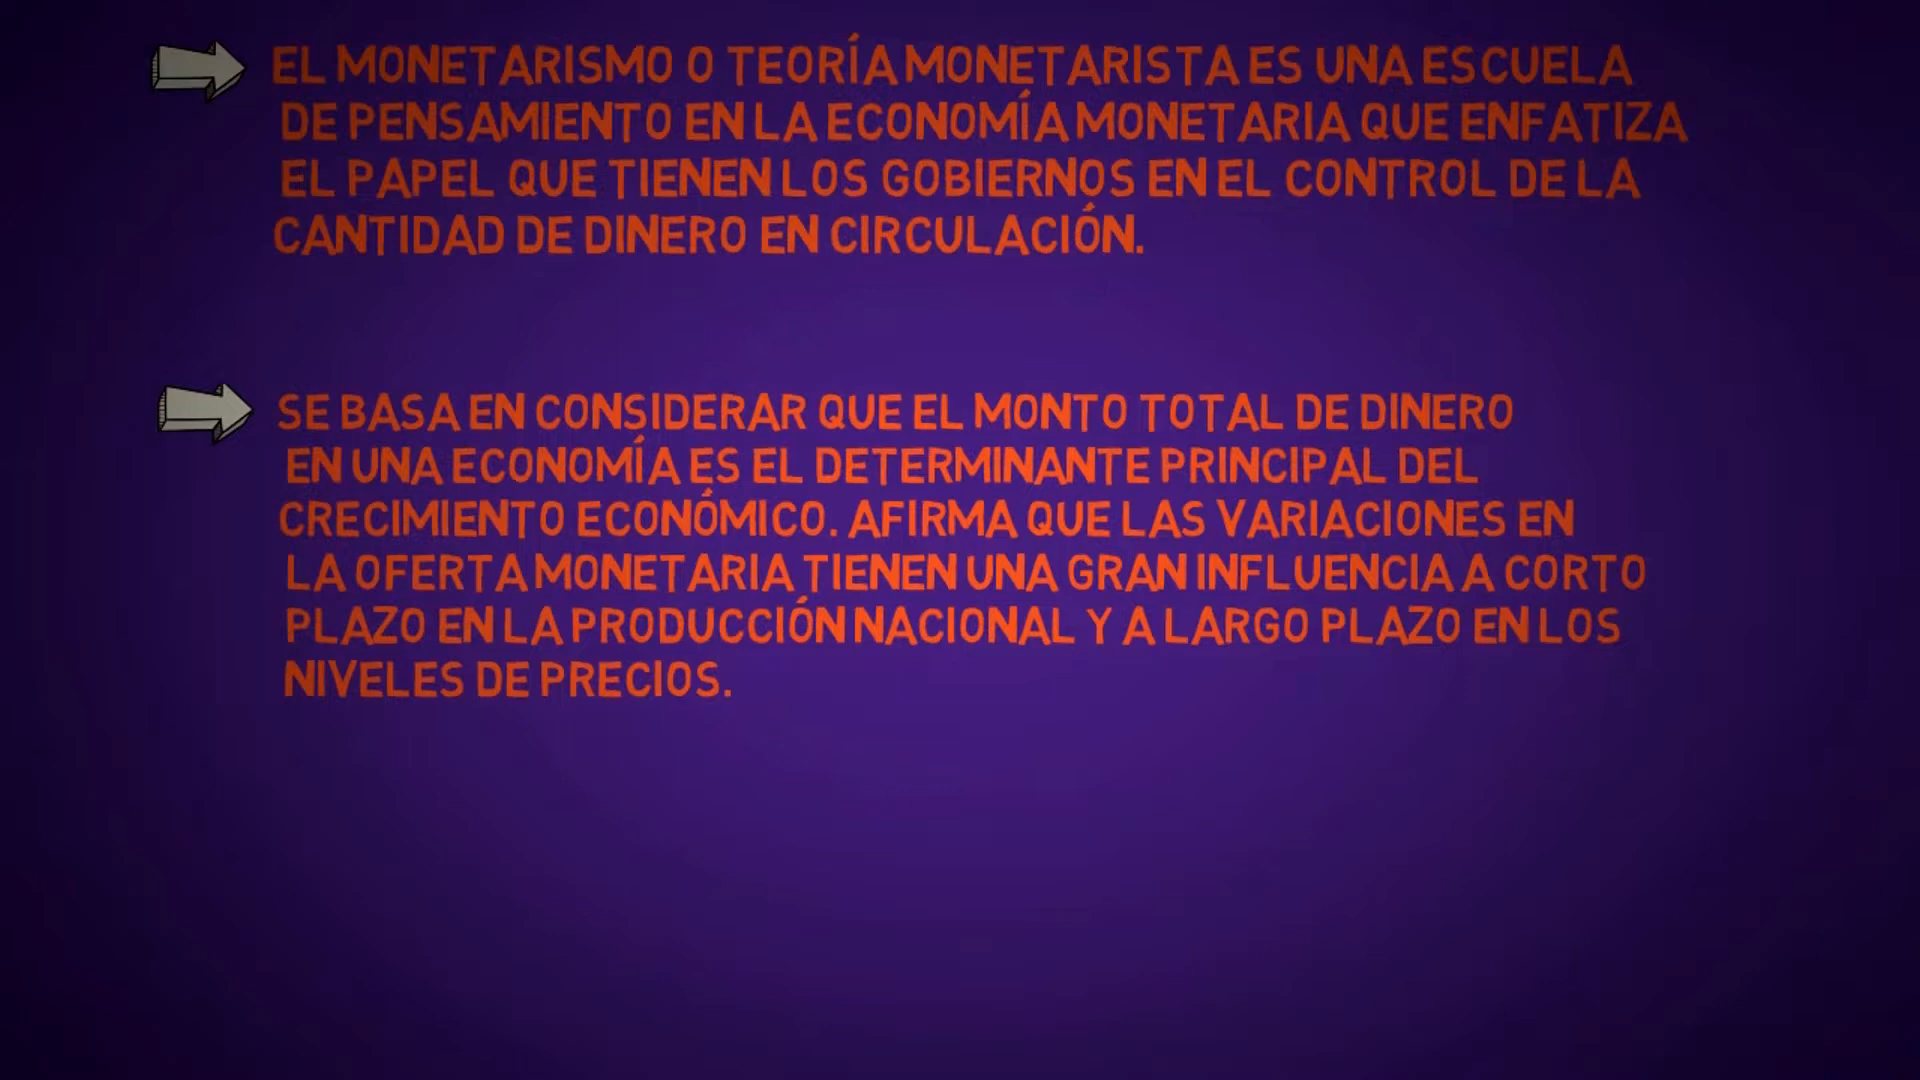 EL MONETARISMO O TEORÍA MONETARISTA ES UNA ESCUELA
DE PENSAMIENTO EN LA ECONOMÍA MONETARIA QUE ENFATIZA
EL PAPEL QUE TIENEN LOS GOBIERNOS EN EL CONTROL DE LA
CANTIDAD DE DINERO EN CIRCULACIÓN.
SE BASA EN CONSIDERAR QUE EL MONTO TOTAL DE DINERO
EN UNA ECONOMÍA ES EL DETERMINANTE PRINCIPAL DEL
CRECIMIENTO ECONÓMICO. AFIRMA QUE LAS VARIACIONES EN
LA OFERTA MONETARIA TIENEN UNA GRAN INFLUENCIA A CORTO
PLAZO EN LA PRODUCCIÓN NACIONAL Y A LARGO PLAZO EN LOS
NIVELES DE PRECIOS.